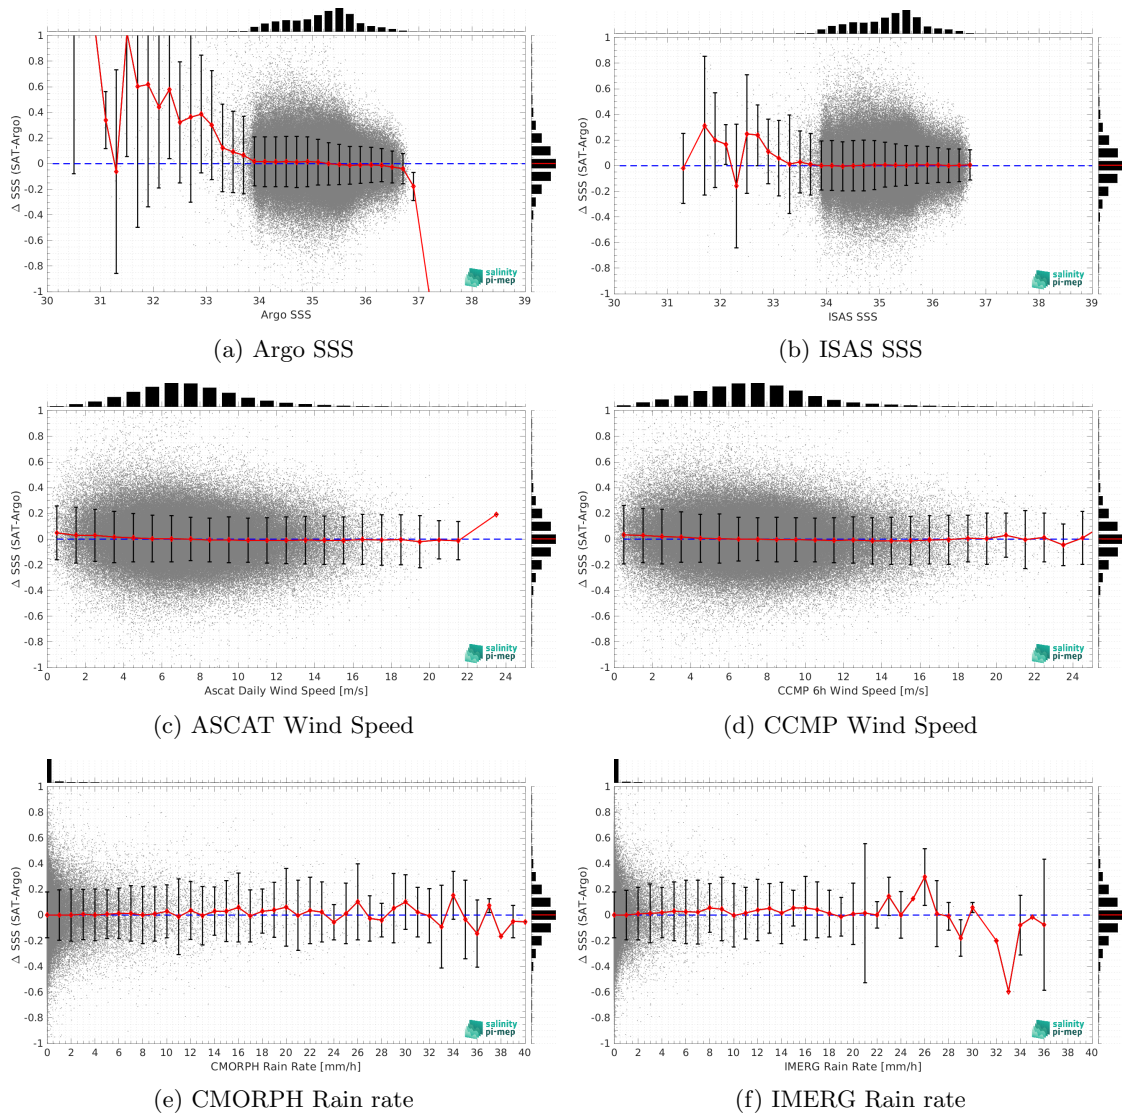 Δ SSS (SAT-Argo)
1
0.8
0.6
0.4
0.2
0
-0.2
-0.4
-0.6
-0.8
-1
30 31 32 33 34 35 36 37 38 39
Argo SSS
salinity
pi-mep
(a) Argo SSS
Δ SSS (SAT-Argo)
1
0.8
0.6
0.4
0.2
0
-0.2
-0.4
-0.6
-0.8
-1
30 31 32 33 34 35 36 37 38 39
ISAS SSS
salinity
pi-mep
(b) ISAS SSS
Δ SSS (SAT-Argo)
1
0.8
0.6
0.4
0.2
0
-0.2
-0.4
-0.6
-0.8
-1
0 2 4 6 8 10 12 14 16 18 20 22 24
Ascat Daily Wind Speed [m/s]
salinity
pi-mep
(c) ASCAT Wind Speed
Δ SSS (SAT-Argo)
1
0.8
0.6
0.4
0.2
0
-0.2
-0.4
-0.6
-0.8
-1
0 2 4 6 8 10 12 14 16 18 20 22 24
CCMP 6h Wind Speed [m/s]
salinity
pi-mep
(d) CCMP Wind Speed
Δ SSS (SAT-Argo)
1
0.8
0.6
0.4
0.2
0
-0.2
-0.4
-0.6
-0.8
-1
0 2 4 6 8 10 12 14 16 18 20 22 24 26 28 30 32 34 36 38 40
CMORPH Rain Rate [mm/h]
salinity
pi-mep
(e) CMORPH Rain rate
Δ SSS (SAT-Argo)
1
0.8
0.6
0.4
0.2
0
-0.2
-0.4
-0.6
-0.8
-1
0 2 4 6 8 10 12 14 16 18 20 22 24 26 28 30 32 34 36 38 40
IMERG Rain Rate [mm/h]
salinity
pi-mep
(f) IMERG Rain rate